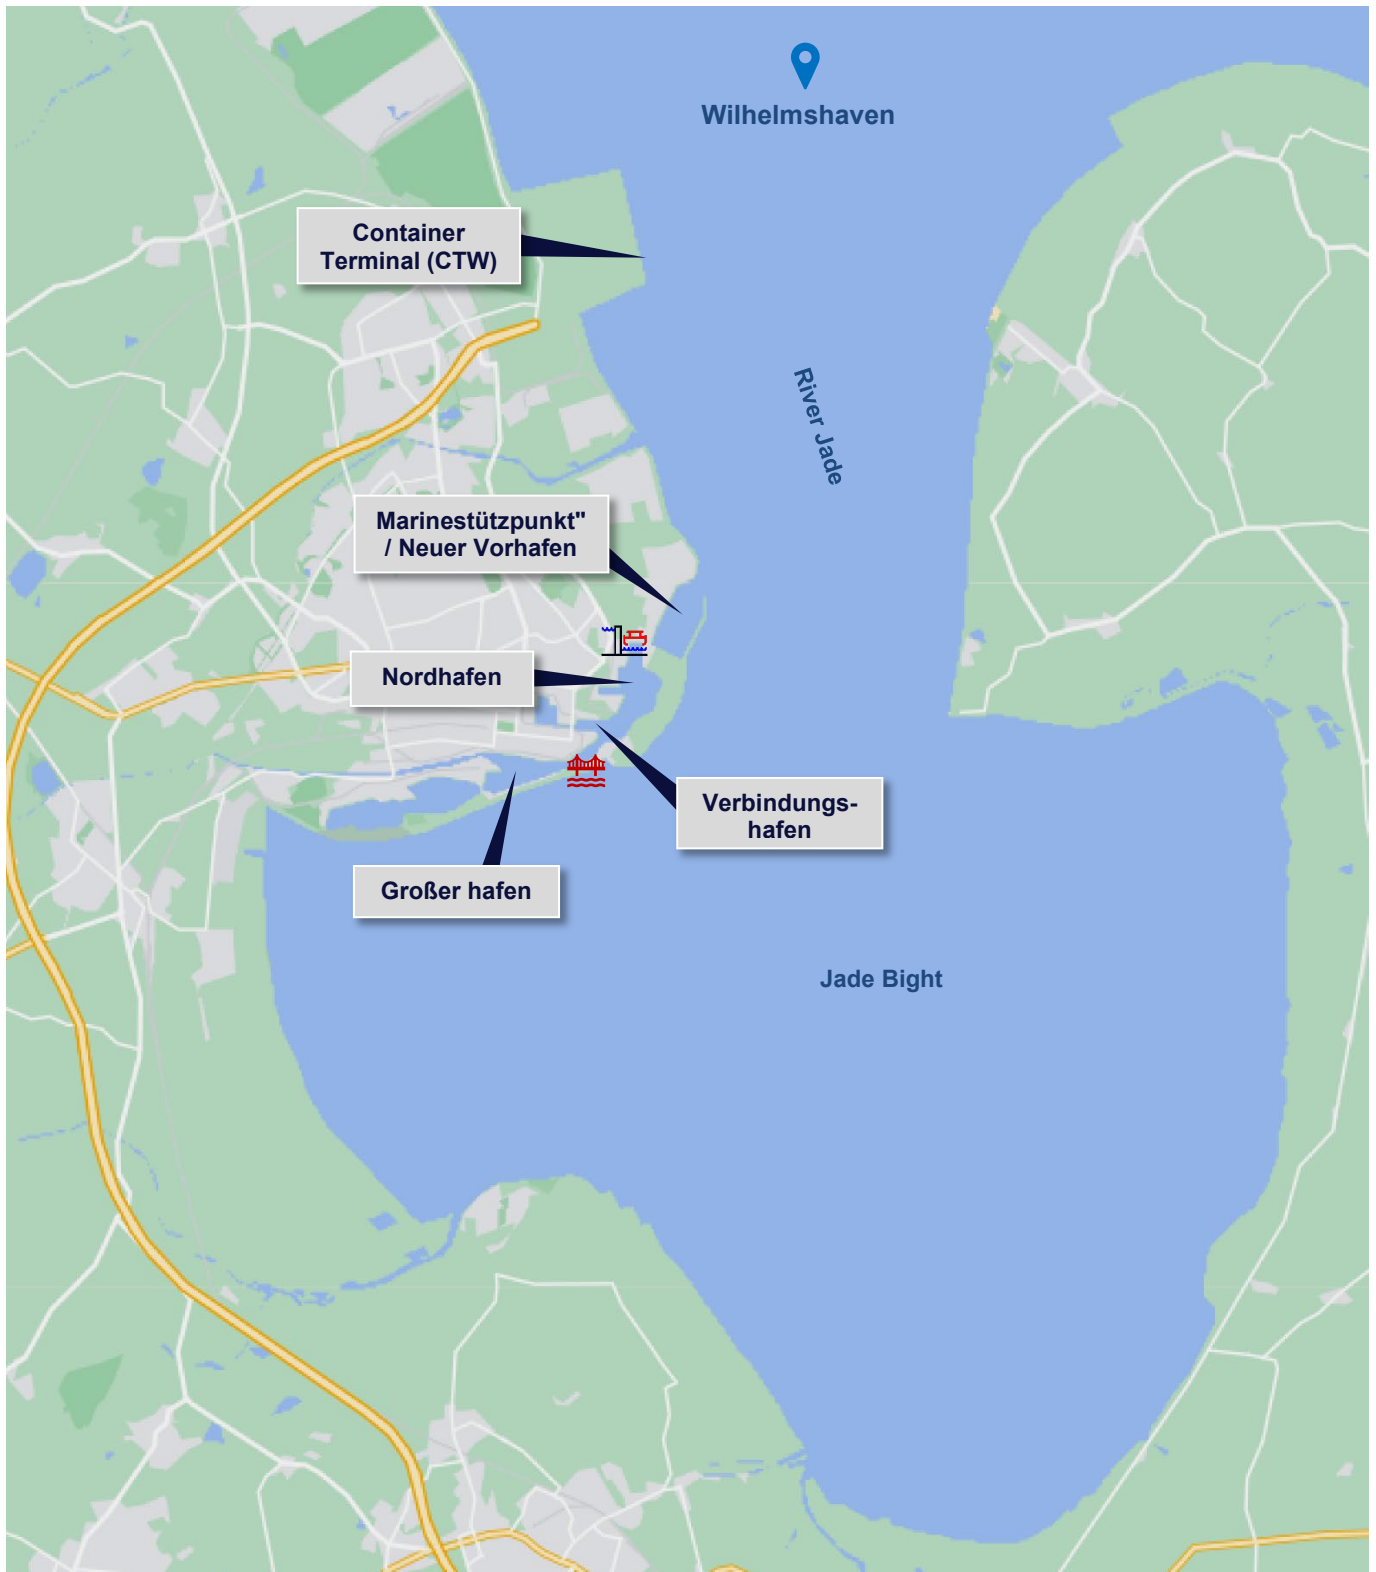 Wilhelmshaven
Container
Terminal (CTW)
River Jade
Marinestützpunkt"
/ Neuer Vorhafen
Nordhafen
Verbindungs-
hafen
Großer hafen
Jade Bight